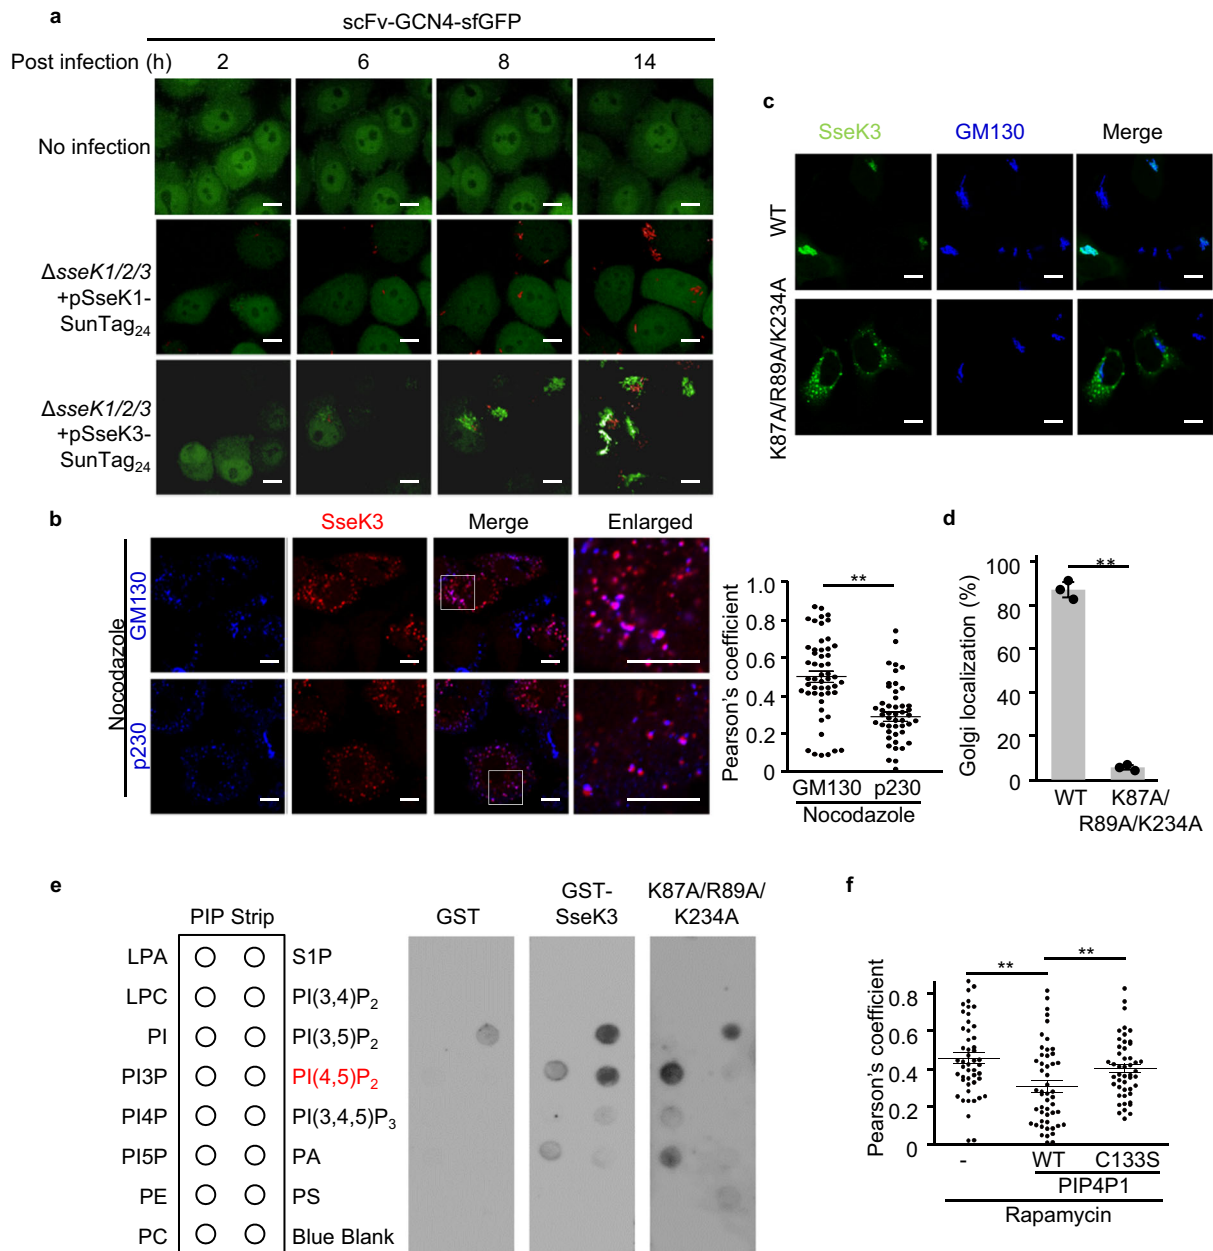 a
scFv-GCN4-sfGFP
Post infection (h) 2 6 8 14
No infection
ΔsseK1/2/3
+pSseK1-
SunTag24
ΔsseK1/2/3
+pSseK3-
SunTag24
b
SseK3 Merge Enlarged
Nocodazole
GM130
p230
Pearson's coefficient
1.0
0.8
0.6
0.4
0.2
0
**
GM130 p230
Nocodazole
c
SseK3 GM130 Merge
WT
K87A/R89A/K234A
d
Golgi localization (%)
100
80
60
40
20
0
**
WT K87A/
R89A/K234A
e
PIP Strip
GST
GST-
SseK3
K87A/R89A/
K234A
LPA S1P
LPC PI(3,4)P2
PI PI(3,5)P2
PI3P PI(4,5)P2
PI4P PI(3,4,5)P3
PI5P PA
PE PS
PC Blue Blank
f
Pearson's coefficient
0.8
0.6
0.4
0.2
0
** **
- WT C133S
PIP4P1
Rapamycin